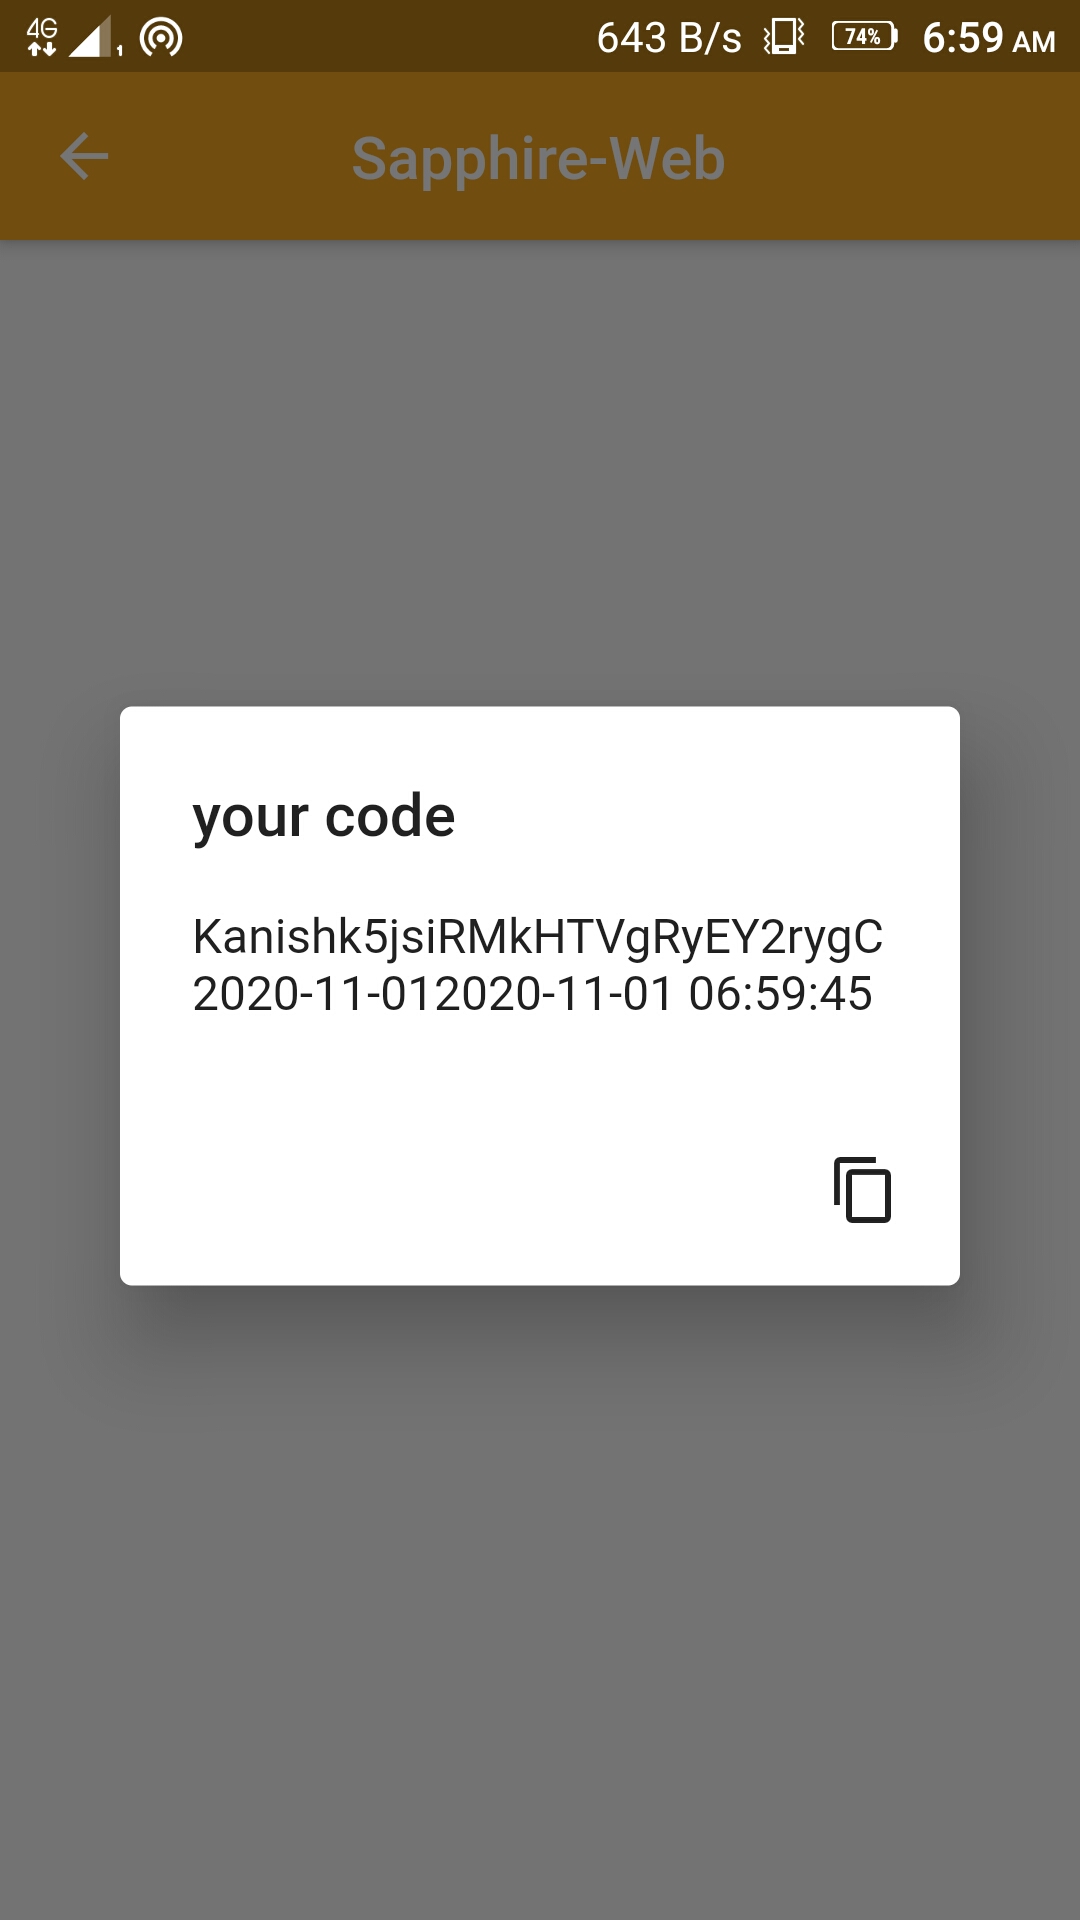 4G 1 643 B/s 74% 6:59 AM
Sapphire-Web
your code
Kanishk5jsiRMkHTVgRyEY2rygC
2020-11-012020-11-01 06:59:45